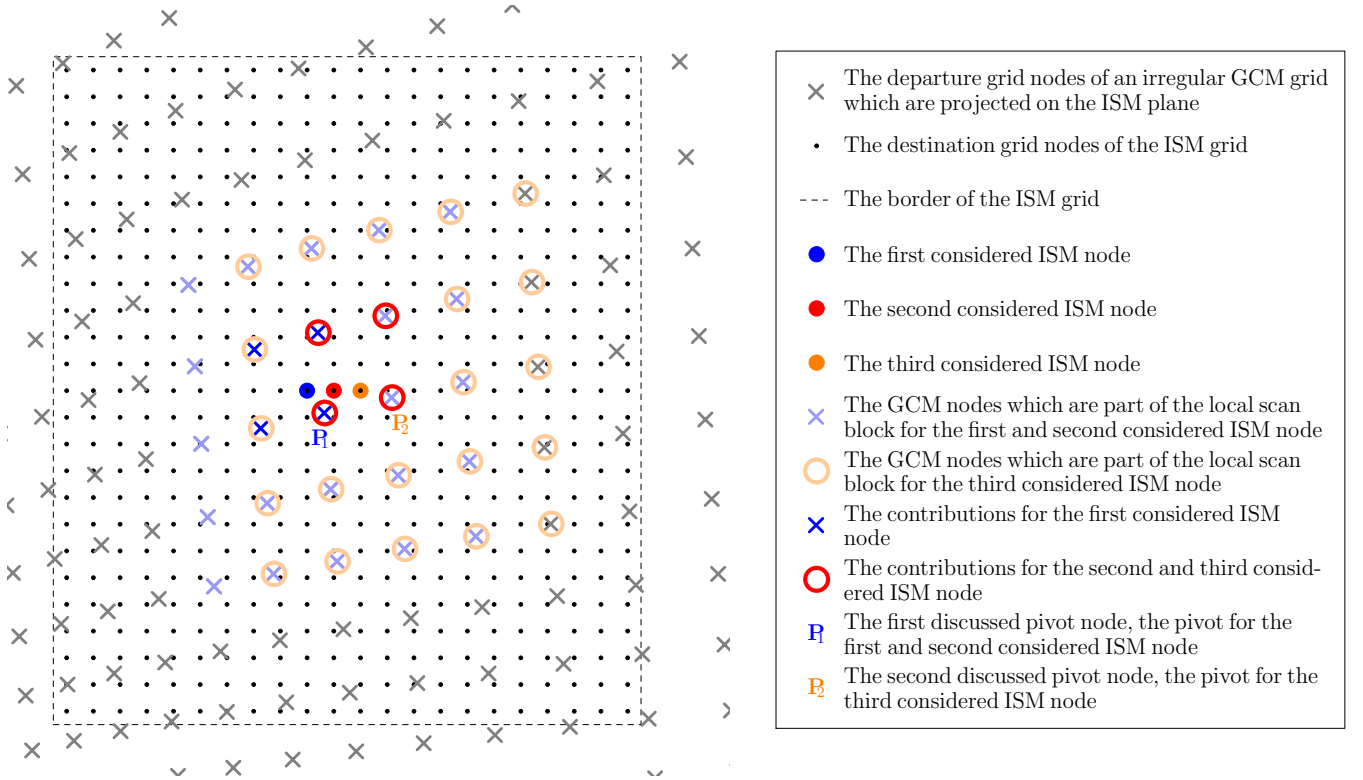 P1
P2
The departure grid nodes of an irregular GCM grid
which are projected on the ISM plane
The destination grid nodes of the ISM grid
The border of the ISM grid
The first considered ISM node
The second considered ISM node
The third considered ISM node
The GCM nodes which are part of the local scan
block for the first and second considered ISM node
The GCM nodes which are part of the local scan
block for the third considered ISM node
The contributions for the first considered ISM
node
The contributions for the second and third consid-
ered ISM node
P1
The first discussed pivot node, the pivot for the
first and second considered ISM node
P2
The second discussed pivot node, the pivot for the
third considered ISM node